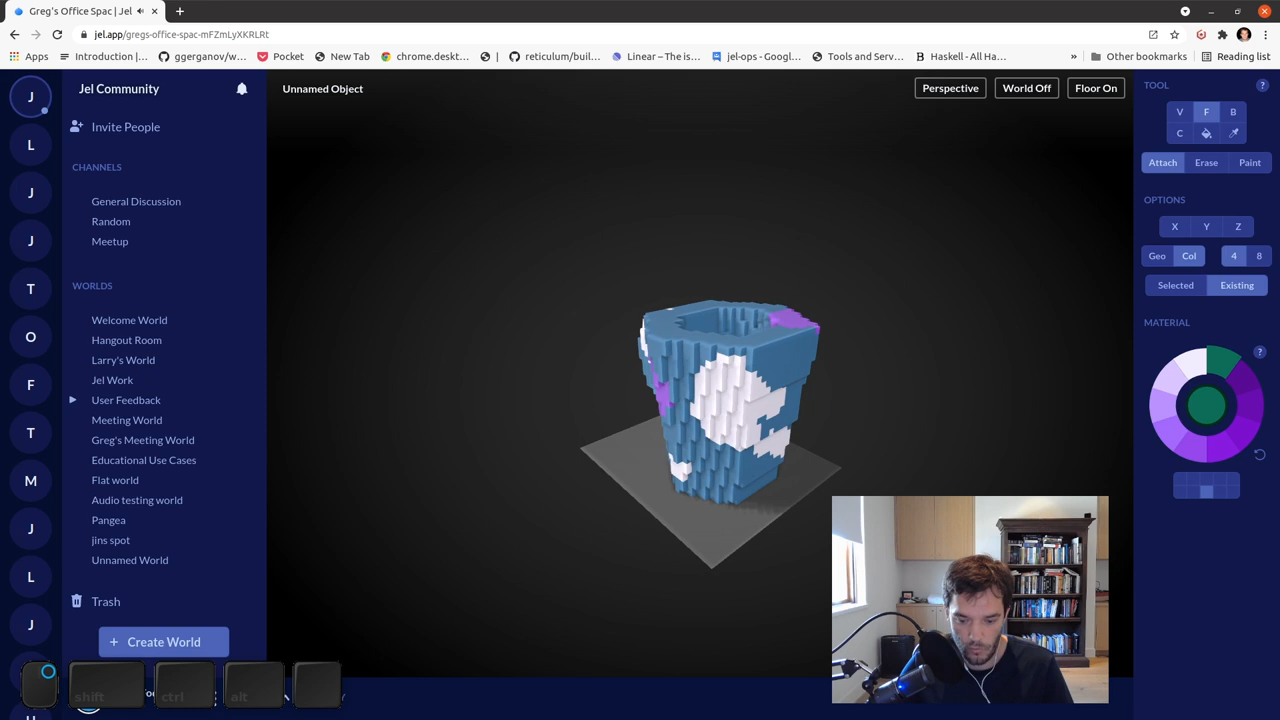 Greg's Office Spac | Jel
jel.app/gregs-office-spac-mFZmLyXKRLRt
Apps
Introduction |…
ggerganov/w…
Pocket
New Tab
chrome.deskt…
|
reticulum/buil…
Linear – The is…
jel-ops - Googl…
Tools and Serv…
Haskell - All Ha…
»
Other bookmarks
Reading list
J
L
J
J
T
O
F
T
M
J
L
J
Jel Community
Invite People
CHANNELS
General Discussion
Random
Meetup
WORLDS
Welcome World
Hangout Room
Larry's World
Jel Work
User Feedback
Meeting World
Greg's Meeting World
Educational Use Cases
Flat world
Audio testing world
Pangea
jins spot
Unnamed World
Trash
+ Create World
shift
ctrl
alt
Unnamed Object
Perspective
World Off
Floor On
TOOL
?
V
F
B
C
Attach
Erase
Paint
OPTIONS
X
Y
Z
Geo
Col
4
8
Selected
Existing
MATERIAL
?